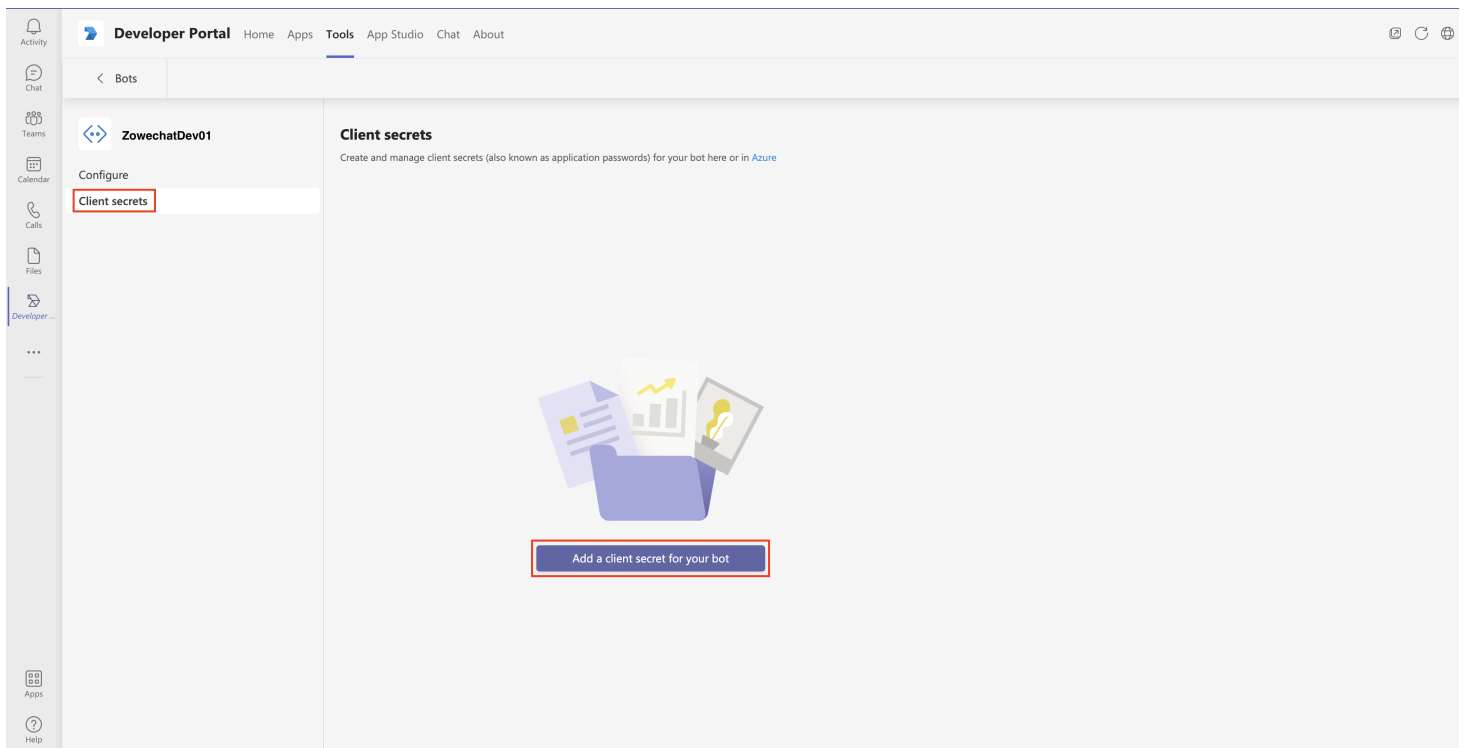 Activity
Chat
Teams
Calendar
Calls
Files
Developer ...
Apps
Help
Developer Portal Home Apps Tools App Studio Chat About
Bots
ZowechatDev01
Configure
Client secrets
Client secrets
Create and manage client secrets (also known as application passwords) for your bot here or in Azure
Add a client secret for your bot